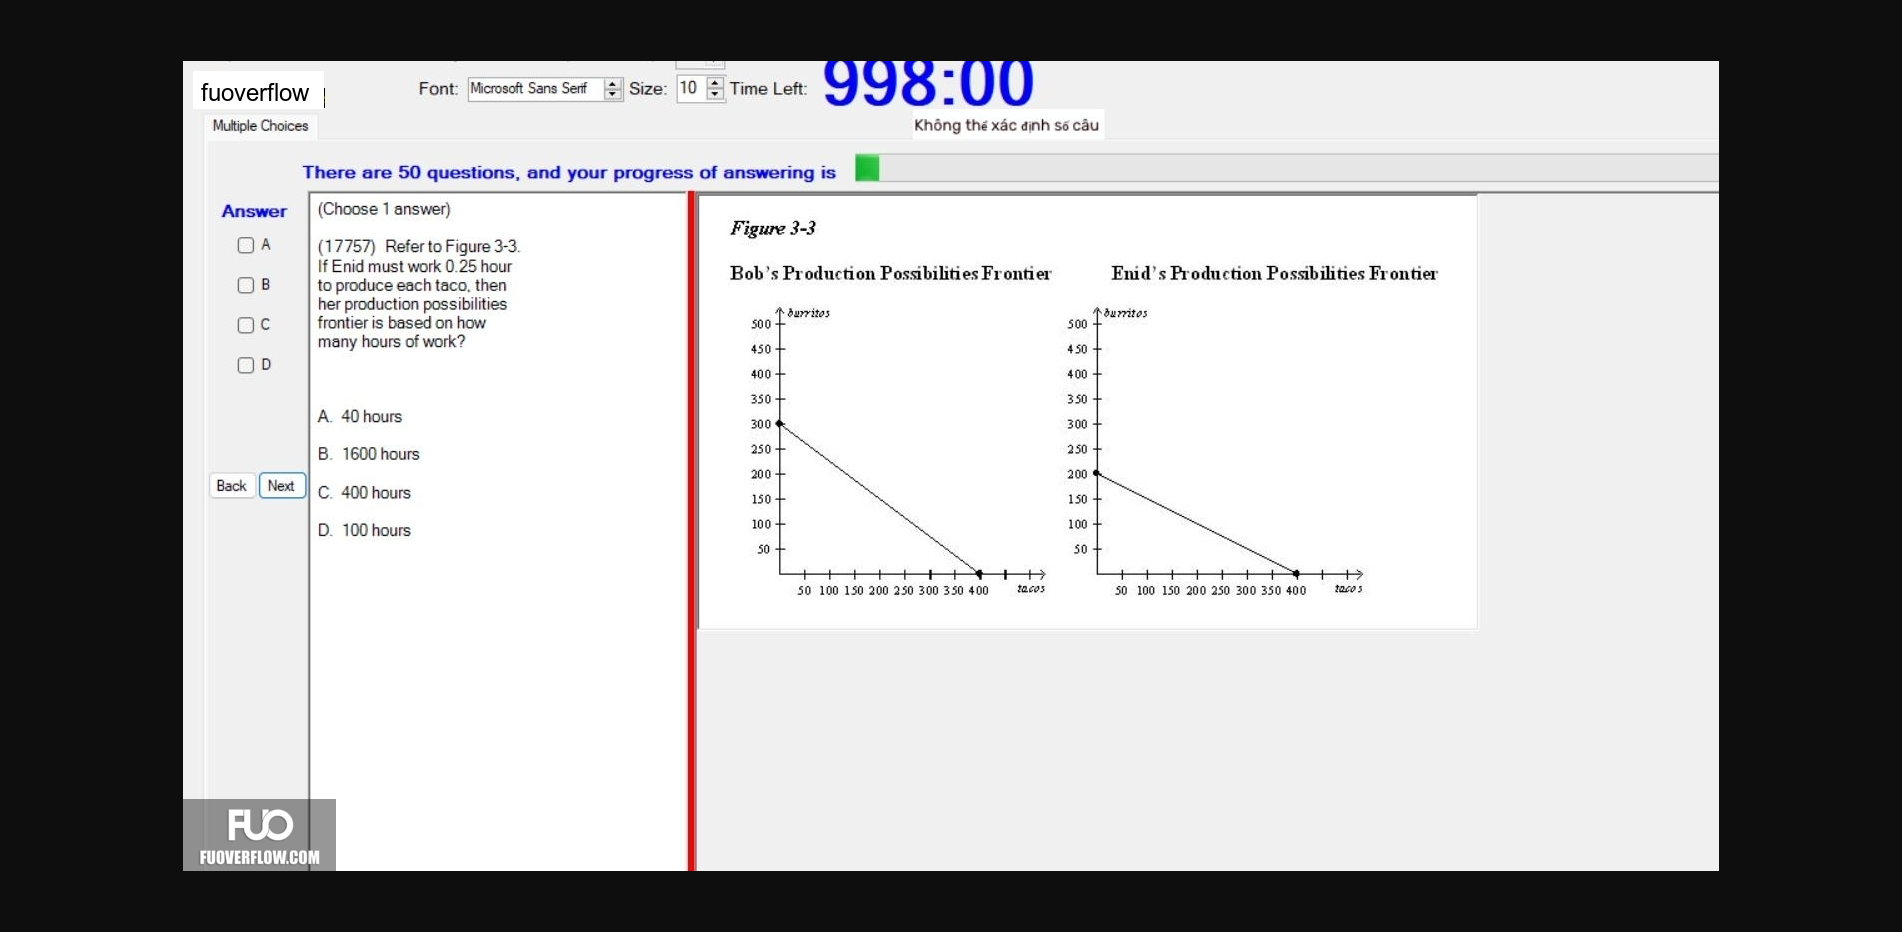 fuoverflow
Font: Microsoft Sans Serif Size: 10 Time Left: 998:00
Multiple Choices
Không thể xác định số câu
There are 50 questions, and your progress of answering is
Answer
A
B
C
D
Back Next
(Choose 1 answer)
(17757) Refer to Figure 3-3.
If Enid must work 0.25 hour
to produce each taco, then
her production possibilities
frontier is based on how
many hours of work?
A. 40 hours
B. 1600 hours
C. 400 hours
D. 100 hours
Figure 3-3
Bob's Production Possibilities Frontier
burritos
500
450
400
350
300
250
200
150
100
50
50 100 150 200 250 300 350 400 tacos
Enid's Production Possibilities Frontier
burritos
500
450
400
350
300
250
200
150
100
50
50 100 150 200 250 300 350 400 tacos
FUO
FUOVERFLOW.COM